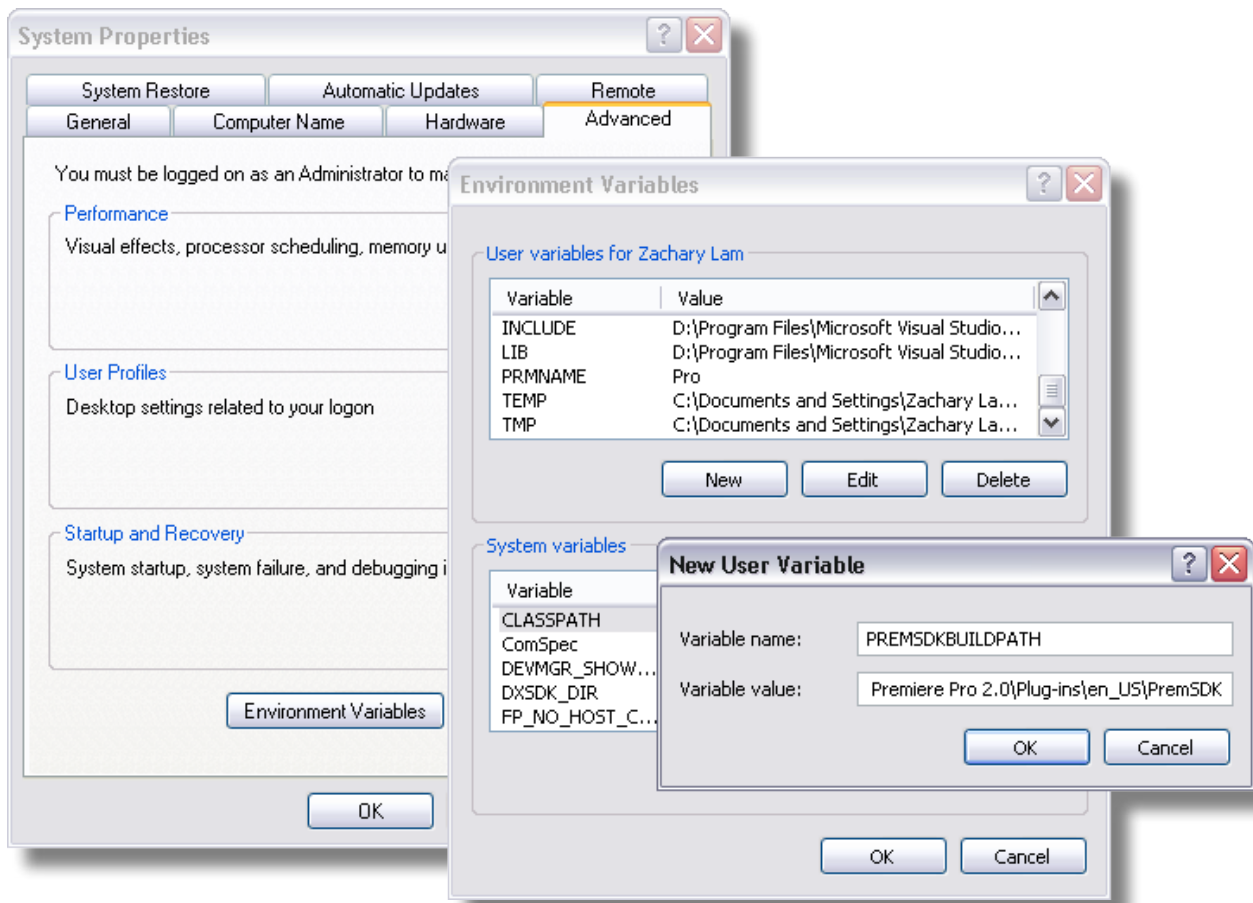 System Properties
System Restore Automatic Updates Remote
General Computer Name Hardware Advanced
You must be logged on as an Administrator to ma
Performance
Visual effects, processor scheduling, memory u
User Profiles
Desktop settings related to your logon
Startup and Recovery
System startup, system failure, and debugging i
Environment Variables
OK
Environment Variables
User variables for Zachary Lam
Variable Value
INCLUDE D:\Program Files\Microsoft Visual Studio...
LIB D:\Program Files\Microsoft Visual Studio...
PRMNAME Pro
TEMP C:\Documents and Settings\Zachary La...
TMP C:\Documents and Settings\Zachary La...
New Edit Delete
System variables
Variable
CLASSPATH
ComSpec
DEVMGR_SHOW...
DXSDK_DIR
FP_NO_HOST_C...
OK Cancel
New User Variable
Variable name: PREMSDKBUILDPATH
Variable value: Premiere Pro 2.0\Plug-ins\en_US\PremSDK
OK Cancel